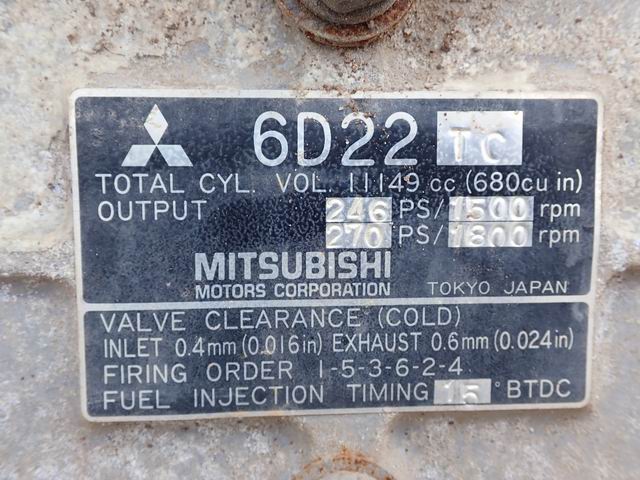 6D22 TC
TOTAL CYL. VOL. 11149 cc (680cu in)
OUTPUT 246 PS/1500 rpm
270 PS/1800 rpm
MITSUBISHI
MOTORS CORPORATION TOKYO JAPAN
VALVE CLEARANCE (COLD)
INLET 0.4mm (0.016in) EXHAUST 0.6mm (0.024in)
FIRING ORDER 1-5-3-6-2-4
FUEL INJECTION TIMING 15° BTDC